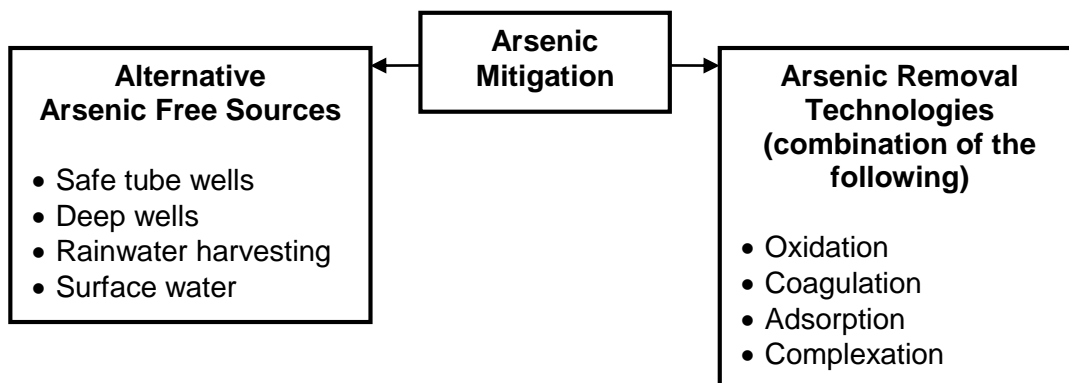 Arsenic
Mitigation
Alternative
Arsenic Free Sources
• Safe tube wells
• Deep wells
• Rainwater harvesting
• Surface water
Arsenic Removal
Technologies
(combination of the
following)
• Oxidation
• Coagulation
• Adsorption
• Complexation